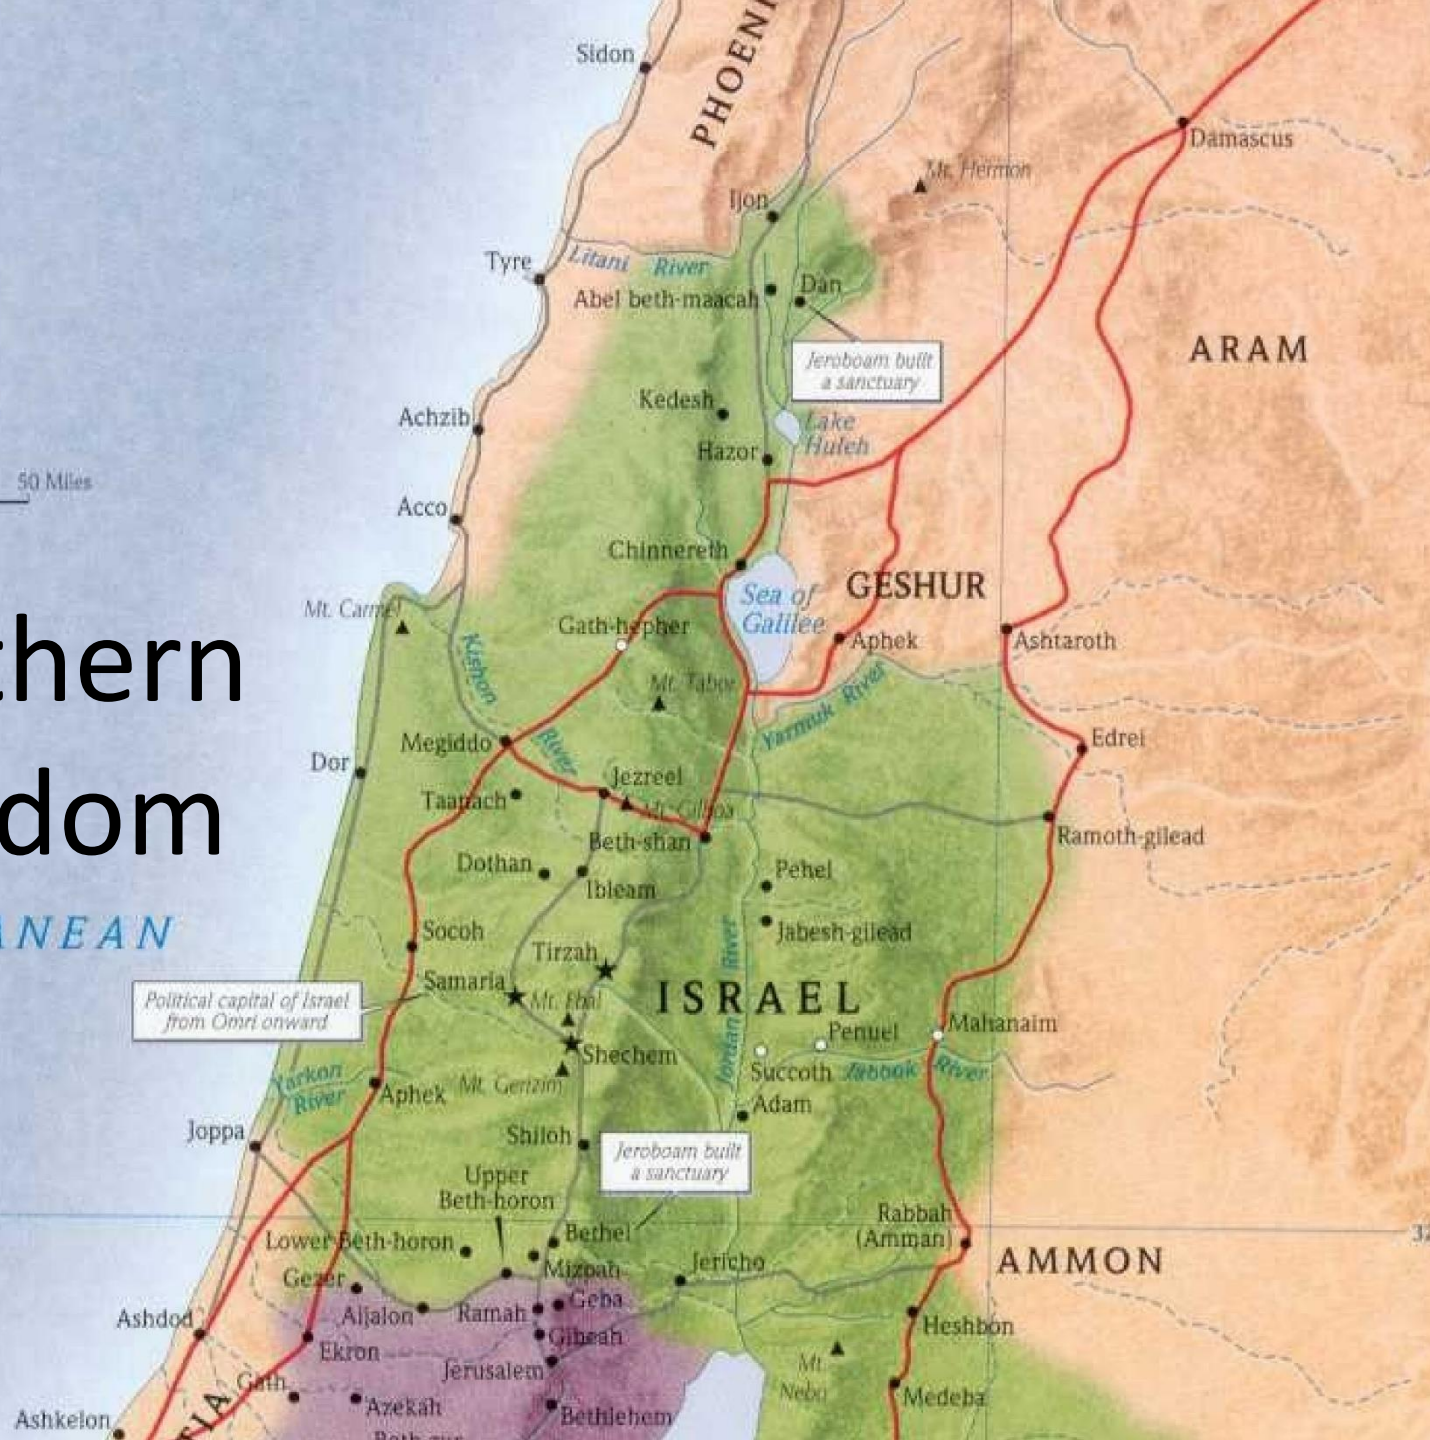 Sidon
PHOENI
Damascus
Mt. Hermon
Ijon
Tyre
Litani River
Abel beth-maacah
Dan
Jeroboam built
a sanctuary
ARAM
Kedesh
Achzib
Lake
Huleh
Hazor
50 Miles
Acco
Chinnereth
GESHUR
Sea of
Galilee
Mt. Carmel
Gath-hepher
Aphek
Ashtaroth
thern
Kishon
River
Mt. Tabor
Yarmuk River
Megiddo
Edrei
Dor
Jezreel
Taanach
Mt. Gilboa
dom
Beth-shan
Ramoth-gilead
Dothan
Ibleam
Pehel
ANEAN
Socoh
Jabesh-gilead
Tirzah
Samaria
Mt. Ebal
ISRAEL
Jordan River
Political capital of Israel
from Omri onward
Penuel
Mahanaim
Shechem
Succoth
Jabbok River
Mt. Gerizim
Yarkon
River
Aphek
Adam
Joppa
Shiloh
Jeroboam built
a sanctuary
Upper
Beth-horon
Rabbah
(Amman)
Bethel
32
Lower Beth-horon
AMMON
Mizpah
Jericho
Gezer
Geba
Ashdod
Aijalon
Ramah
Heshbon
Gibeah
Ekron
Jerusalem
Mt.
Nebo
Gath
Azekah
Medeba
TIA
Ashkelon
Bethlehem